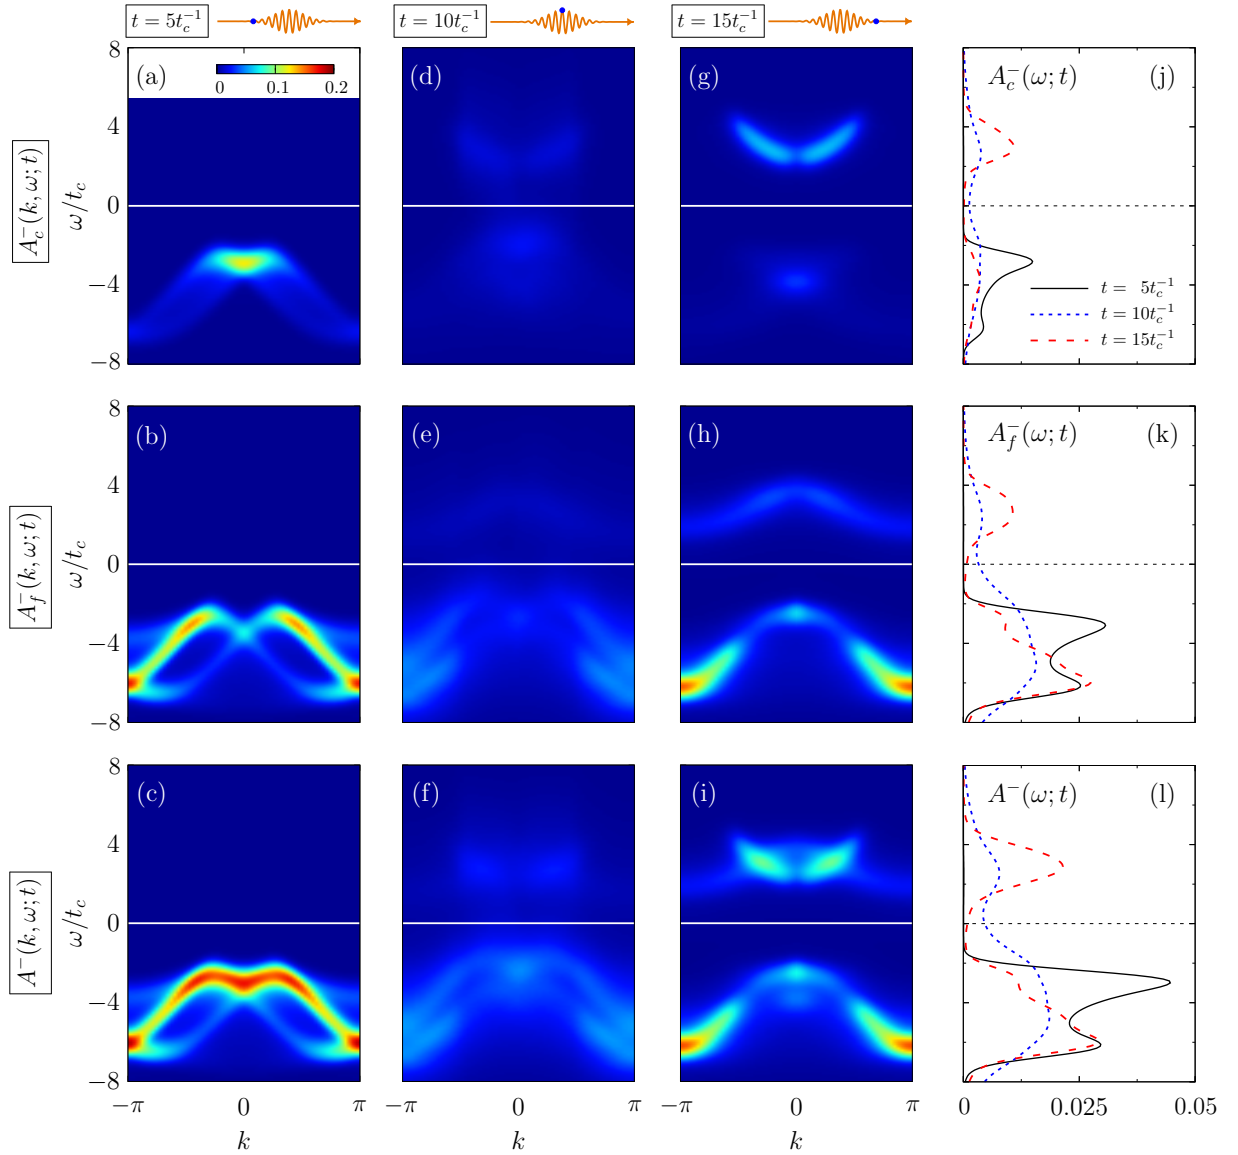 t = 5t_c^{-1}
t = 10t_c^{-1}
t = 15t_c^{-1}
A_c^-(k, ω; t)
ω/t_c
8
4
0
−4
−8
(a)
0 0.1 0.2
(d)
(g)
A_c^-(ω; t) (j)
t = 5t_c^{-1}
t = 10t_c^{-1}
t = 15t_c^{-1}
A_f^-(k, ω; t)
ω/t_c
8
4
0
−4
−8
(b)
(e)
(h)
A_f^-(ω; t) (k)
A^-(k, ω; t)
ω/t_c
8
4
0
−4
−8
(c)
(f)
(i)
A^-(ω; t) (l)
−π 0 π
−π 0 π
−π 0 π
0 0.025 0.05
k
k
k